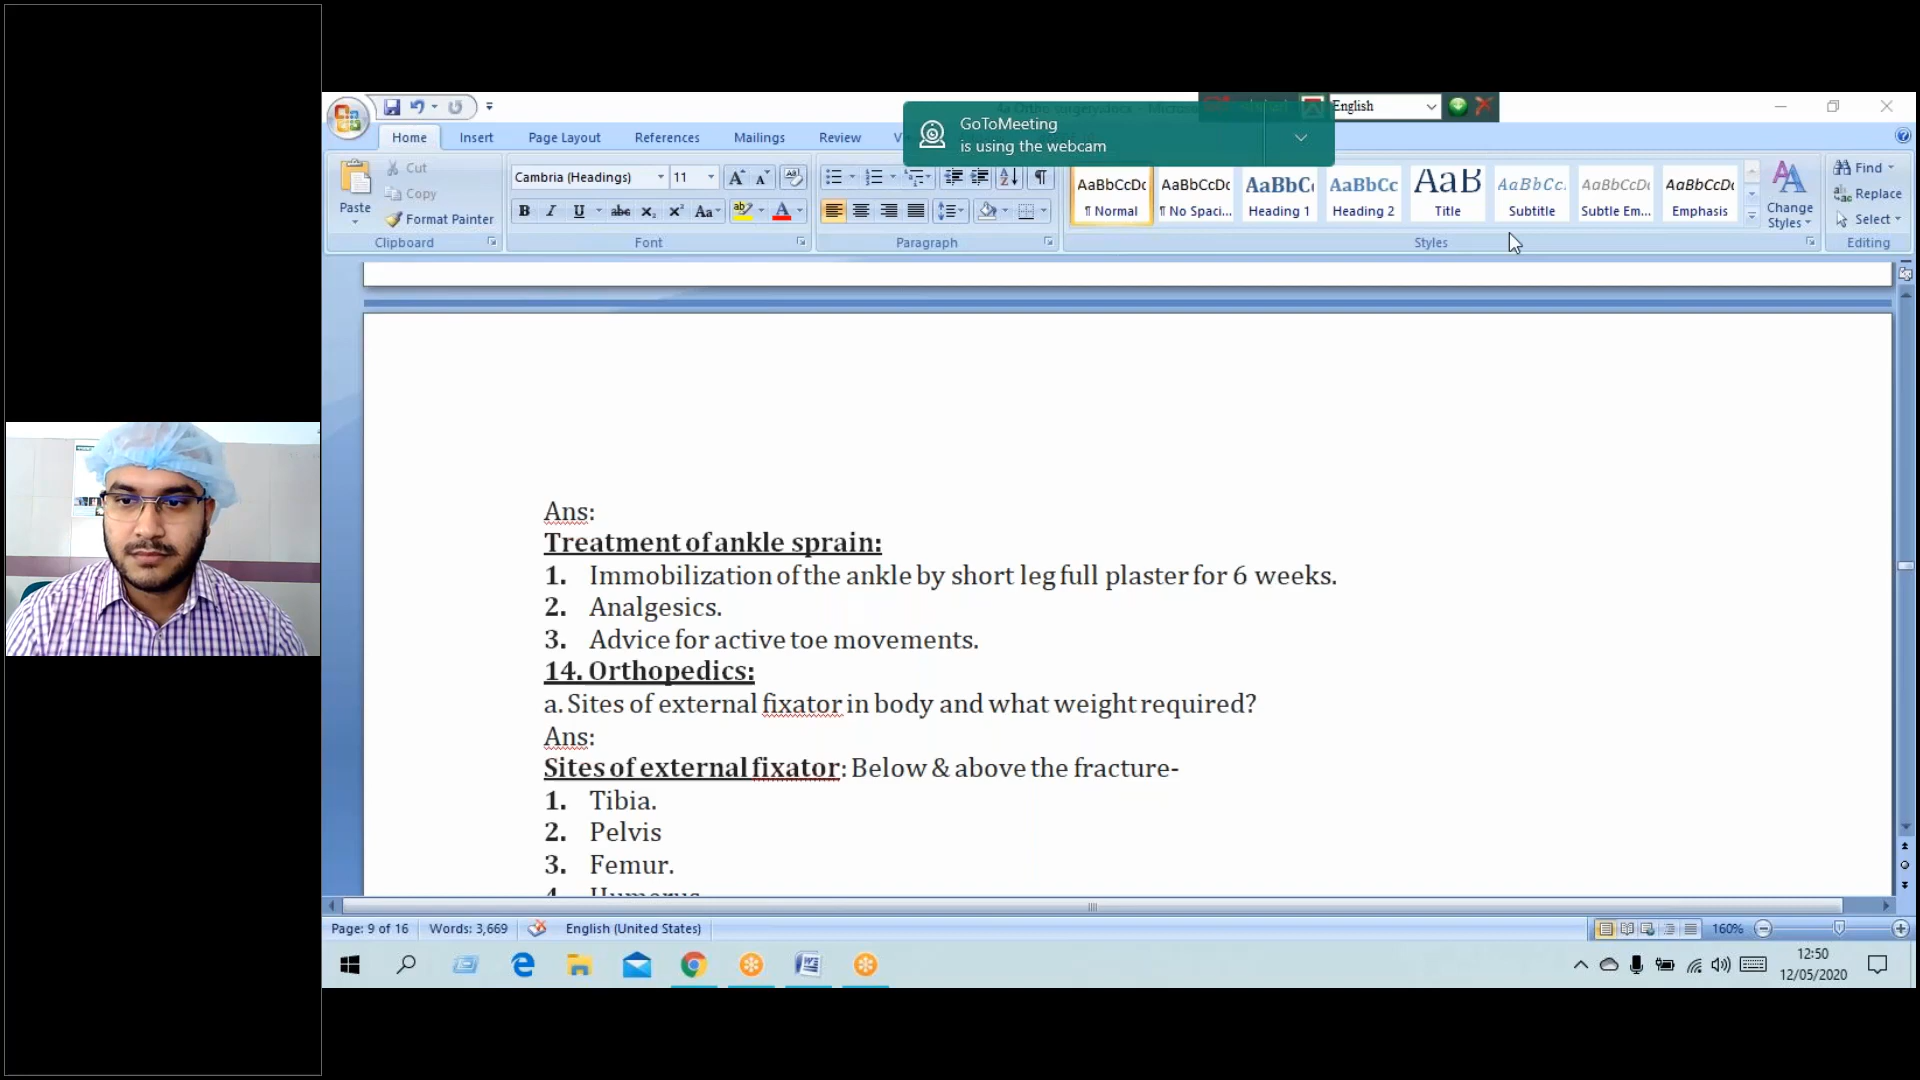 English
GoToMeeting
is using the webcam
Home
Insert
Page Layout
References
Mailings
Review
Paste
Cut
Copy
Format Painter
Clipboard
Cambria (Headings)
11
Font
Paragraph
AaBbCcDc
¶ Normal
AaBbCcDc
¶ No Spaci...
AaBbC
Heading 1
AaBbCc
Heading 2
AaB
Title
AaBbCc.
Subtitle
AaBbCcDc
Subtle Em...
AaBbCcDc
Emphasis
Change
Styles
Styles
Find
Replace
Select
Editing
Ans:
Treatment of ankle sprain:
1. Immobilization of the ankle by short leg full plaster for 6 weeks.
2. Analgesics.
3. Advice for active toe movements.
14. Orthopedics:
a. Sites of external fixator in body and what weight required?
Ans:
Sites of external fixator: Below & above the fracture-
1. Tibia.
2. Pelvis
3. Femur.
4. Humerus
Page: 9 of 16
Words: 3,669
English (United States)
160%
12:50
12/05/2020